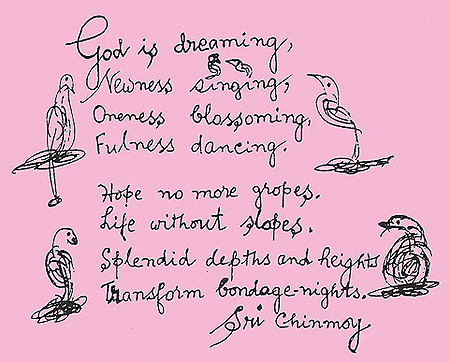 God is dreaming,
Newness singing,
Oneness blossoming,
Fulness dancing.
Hope no more gropes.
Life without slopes.
Splendid depths and heights
Transform bondage-nights.
Sri Chinmoy